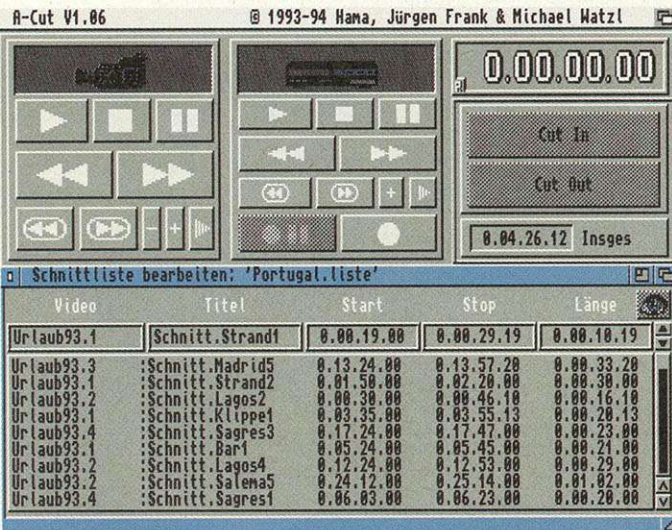 A-Cut V1.06 © 1993-94 Hama, Jürgen Frank & Michael Watzl
0.00.00.00
Cut In
Cut Out
0.04.26.12 Insges
Schnittliste bearbeiten: 'Portugal.liste'
Video Titel Start Stop Länge
Urlaub93.1 Schnitt.Strand1 0.00.19.00 0.00.29.19 0.00.10.19
Urlaub93.3 :Schnitt.Madrid5 0.13.24.00 0.13.57.20 0.00.33.20
Urlaub93.1 :Schnitt.Strand2 0.01.50.00 0.02.20.00 0.00.30.00
Urlaub93.2 :Schnitt.Lagos2 0.00.30.00 0.00.46.10 0.00.16.10
Urlaub93.1 :Schnitt.Klippe1 0.03.35.00 0.03.55.13 0.00.20.13
Urlaub93.4 :Schnitt.Sagres3 0.17.24.00 0.17.47.00 0.00.23.00
Urlaub93.1 :Schnitt.Bar1 0.05.24.00 0.05.45.00 0.00.21.00
Urlaub93.2 :Schnitt.Lagos4 0.12.24.00 0.12.53.00 0.00.29.00
Urlaub93.2 :Schnitt.Salema5 0.24.12.00 0.25.14.00 0.01.02.00
Urlaub93.4 :Schnitt.Sagres1 0.06.03.00 0.06.23.00 0.00.20.00